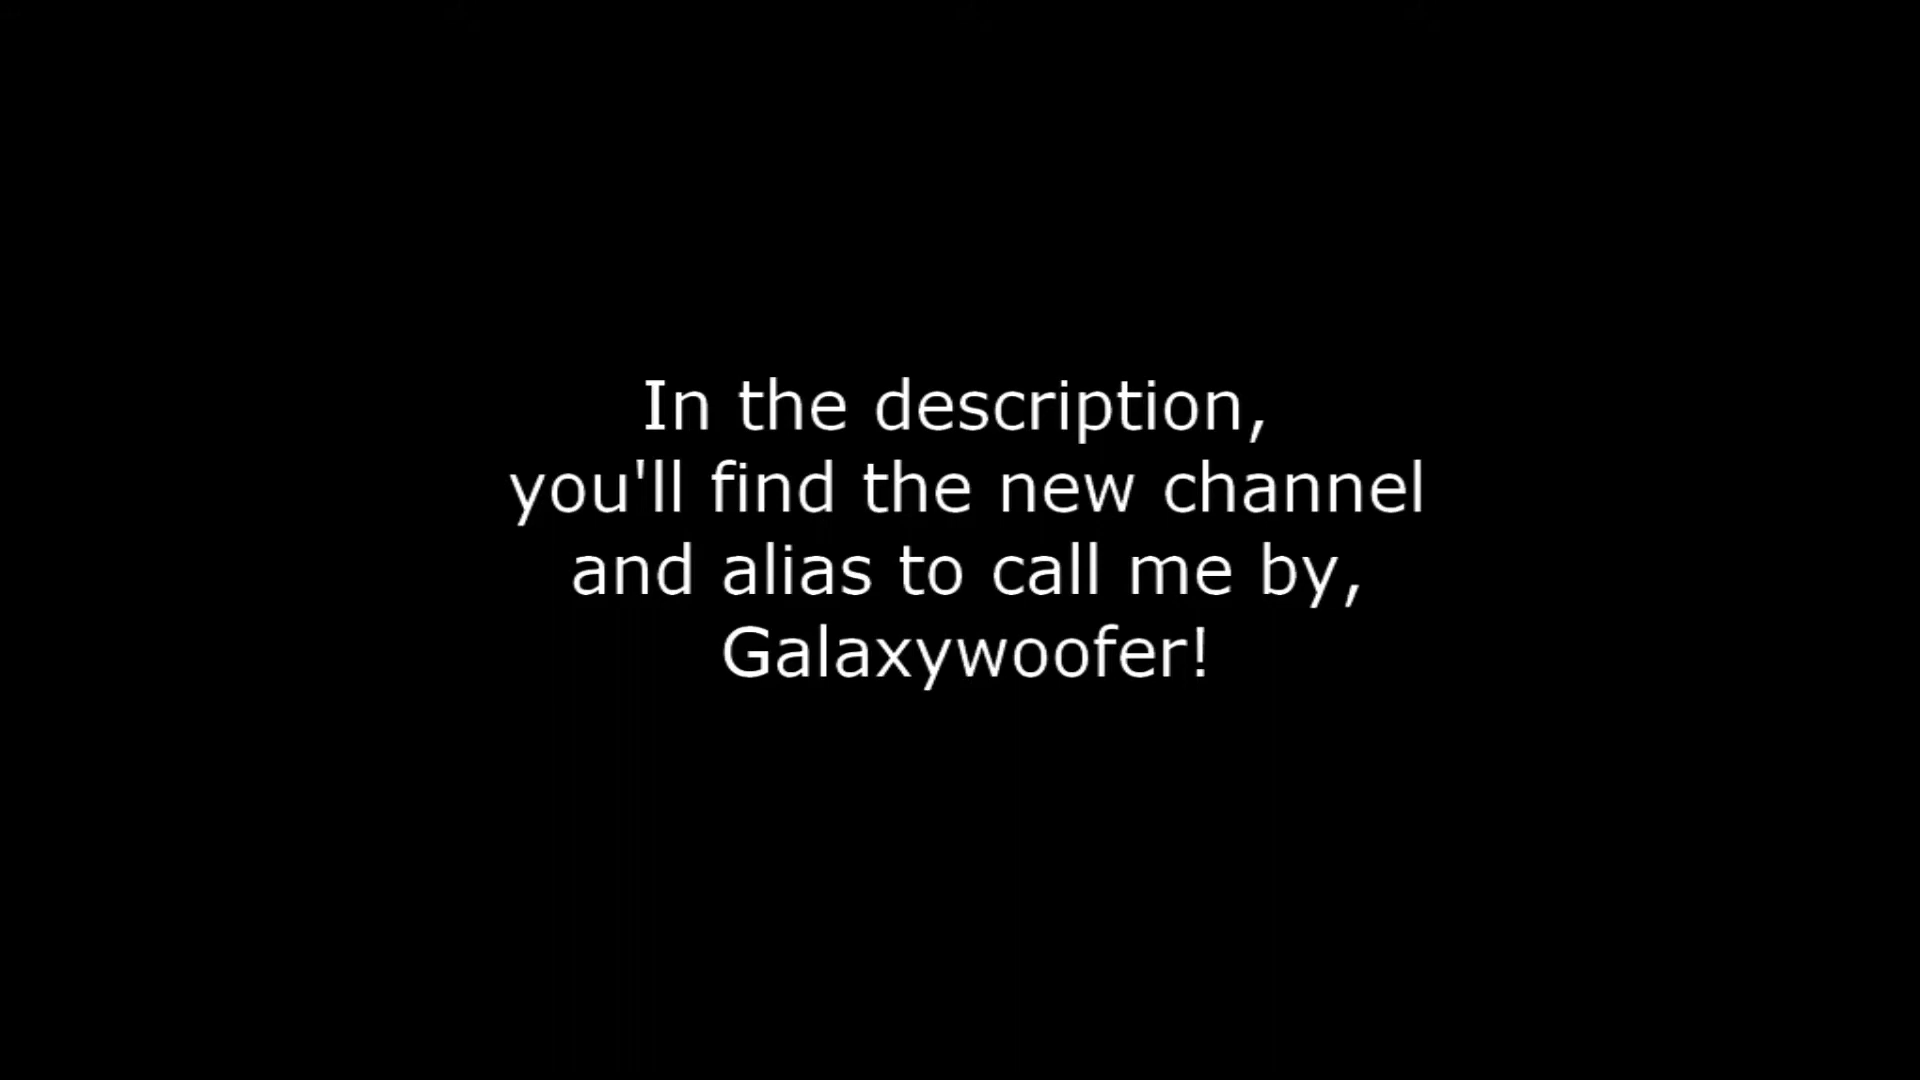 In the description,
you'll find the new channel
and alias to call me by,
Galaxywoofer!